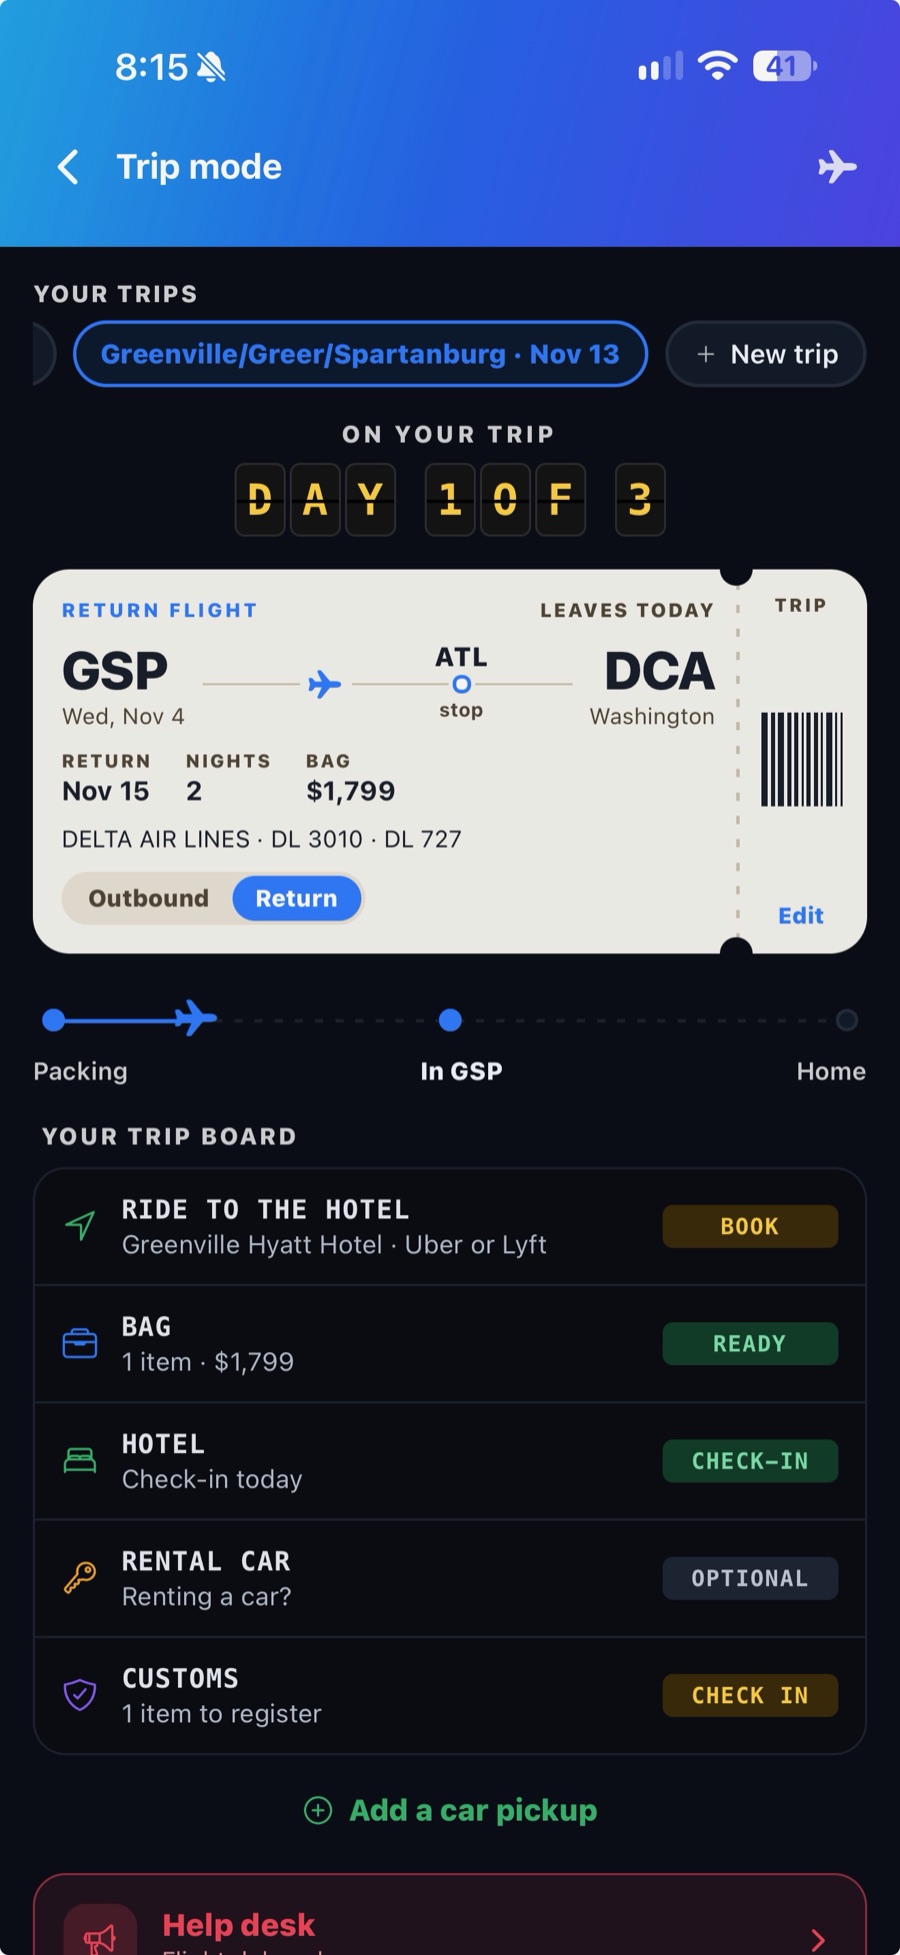 8:15
41
Trip mode
YOUR TRIPS
Greenville/Greer/Spartanburg · Nov 13
+ New trip
ON YOUR TRIP
DAY 1OF 3
RETURN FLIGHT
LEAVES TODAY
TRIP
GSP
ATL
DCA
Wed, Nov 4
stop
Washington
RETURN NIGHTS BAG
Nov 15 2 $1,799
DELTA AIR LINES · DL 3010 · DL 727
Outbound Return
Edit
Packing In GSP Home
YOUR TRIP BOARD
RIDE TO THE HOTEL
Greenville Hyatt Hotel · Uber or Lyft
BOOK
BAG
1 item · $1,799
READY
HOTEL
Check-in today
CHECK-IN
RENTAL CAR
Renting a car?
OPTIONAL
CUSTOMS
1 item to register
CHECK IN
Add a car pickup
Help desk